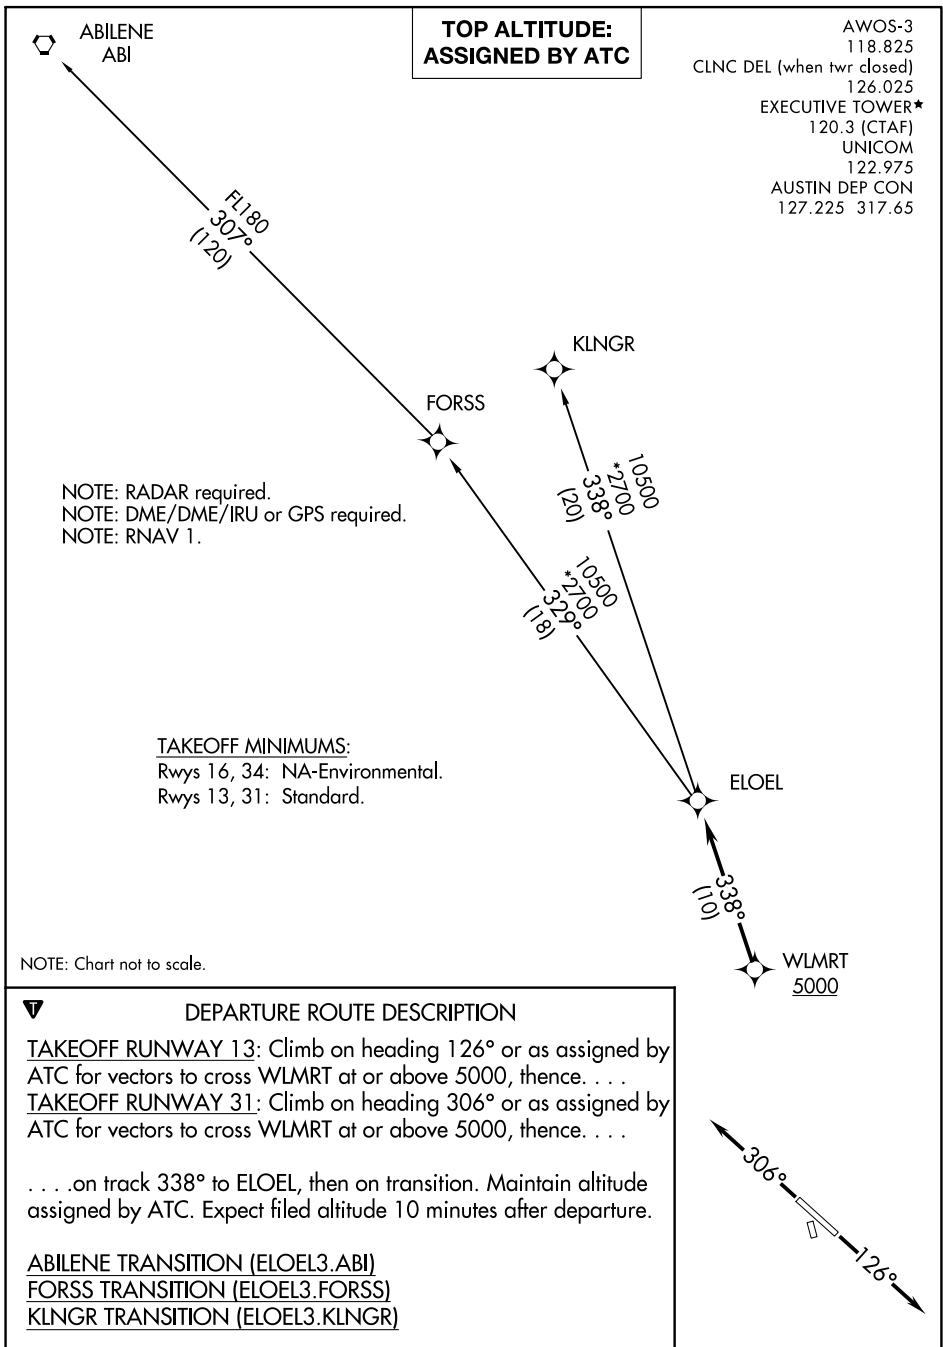 TOP ALTITUDE:
ASSIGNED BY ATC
ABILENE
ABI
AWOS-3
118.825
CLNC DEL (when twr closed)
126.025
EXECUTIVE TOWER★
120.3 (CTAF)
UNICOM
122.975
AUSTIN DEP CON
127.225 317.65
FL180
307°
(120)
KLNGR
FORSS
10500
*2700
338°
(20)
NOTE: RADAR required.
NOTE: DME/DME/IRU or GPS required.
NOTE: RNAV 1.
10500
*2700
329°
(18)
TAKEOFF MINIMUMS:
Rwys 16, 34: NA-Environmental.
Rwys 13, 31: Standard.
ELOEL
338°
(10)
WLMRT
5000
NOTE: Chart not to scale.
T
DEPARTURE ROUTE DESCRIPTION
TAKEOFF RUNWAY 13: Climb on heading 126° or as assigned by
ATC for vectors to cross WLMRT at or above 5000, thence. . . .
TAKEOFF RUNWAY 31: Climb on heading 306° or as assigned by
ATC for vectors to cross WLMRT at or above 5000, thence. . . .
. . . .on track 338° to ELOEL, then on transition. Maintain altitude
assigned by ATC. Expect filed altitude 10 minutes after departure.
ABILENE TRANSITION (ELOEL3.ABI)
FORSS TRANSITION (ELOEL3.FORSS)
KLNGR TRANSITION (ELOEL3.KLNGR)
306°
126°